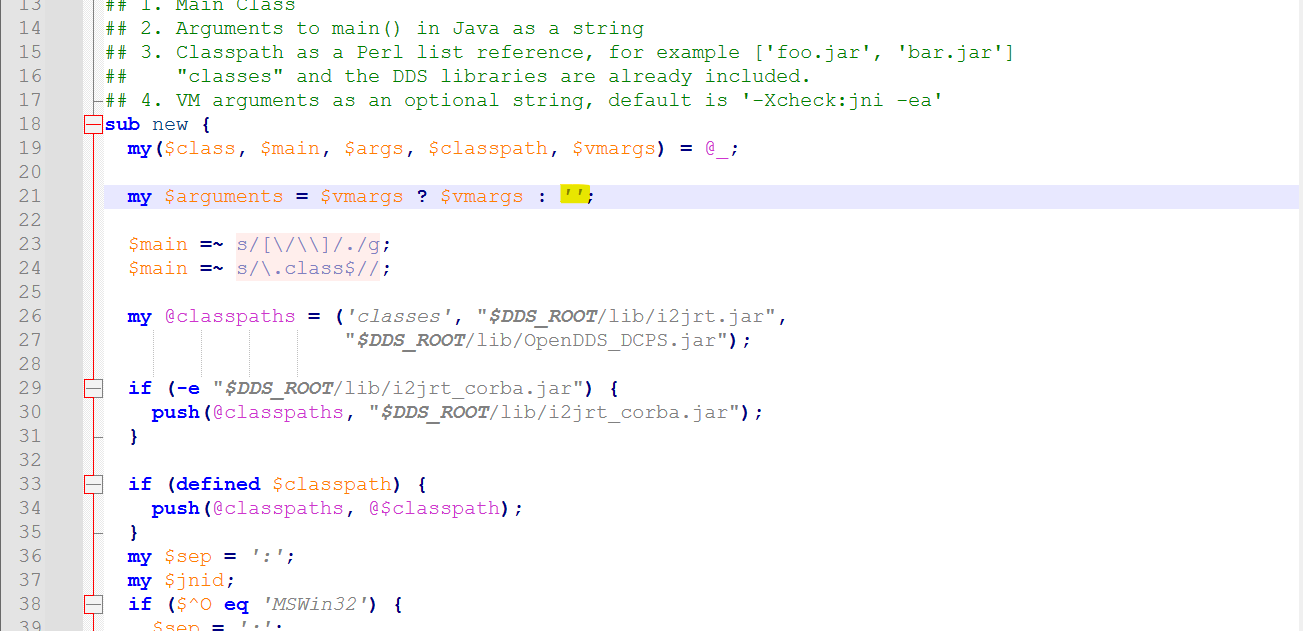 13 ## 1. Main Class
14 ## 2. Arguments to main() in Java as a string
15 ## 3. Classpath as a Perl list reference, for example ['foo.jar', 'bar.jar']
16 ##    "classes" and the DDS libraries are already included.
17 ## 4. VM arguments as an optional string, default is '-Xcheck:jni -ea'
18 sub new {
19   my($class, $main, $args, $classpath, $vmargs) = @_;
20
21   my $arguments = $vmargs ? $vmargs : '';
22
23   $main =~ s/[\/\\]/./g;
24   $main =~ s/\.class$//;
25
26   my @classpaths = ('classes', "$DDS_ROOT/lib/i2jrt.jar",
27                     "$DDS_ROOT/lib/OpenDDS_DCPS.jar");
28
29   if (-e "$DDS_ROOT/lib/i2jrt_corba.jar") {
30     push(@classpaths, "$DDS_ROOT/lib/i2jrt_corba.jar");
31   }
32
33   if (defined $classpath) {
34     push(@classpaths, @$classpath);
35   }
36   my $sep = ':';
37   my $jnid;
38   if ($^O eq 'MSWin32') {
39     $sep = ';';